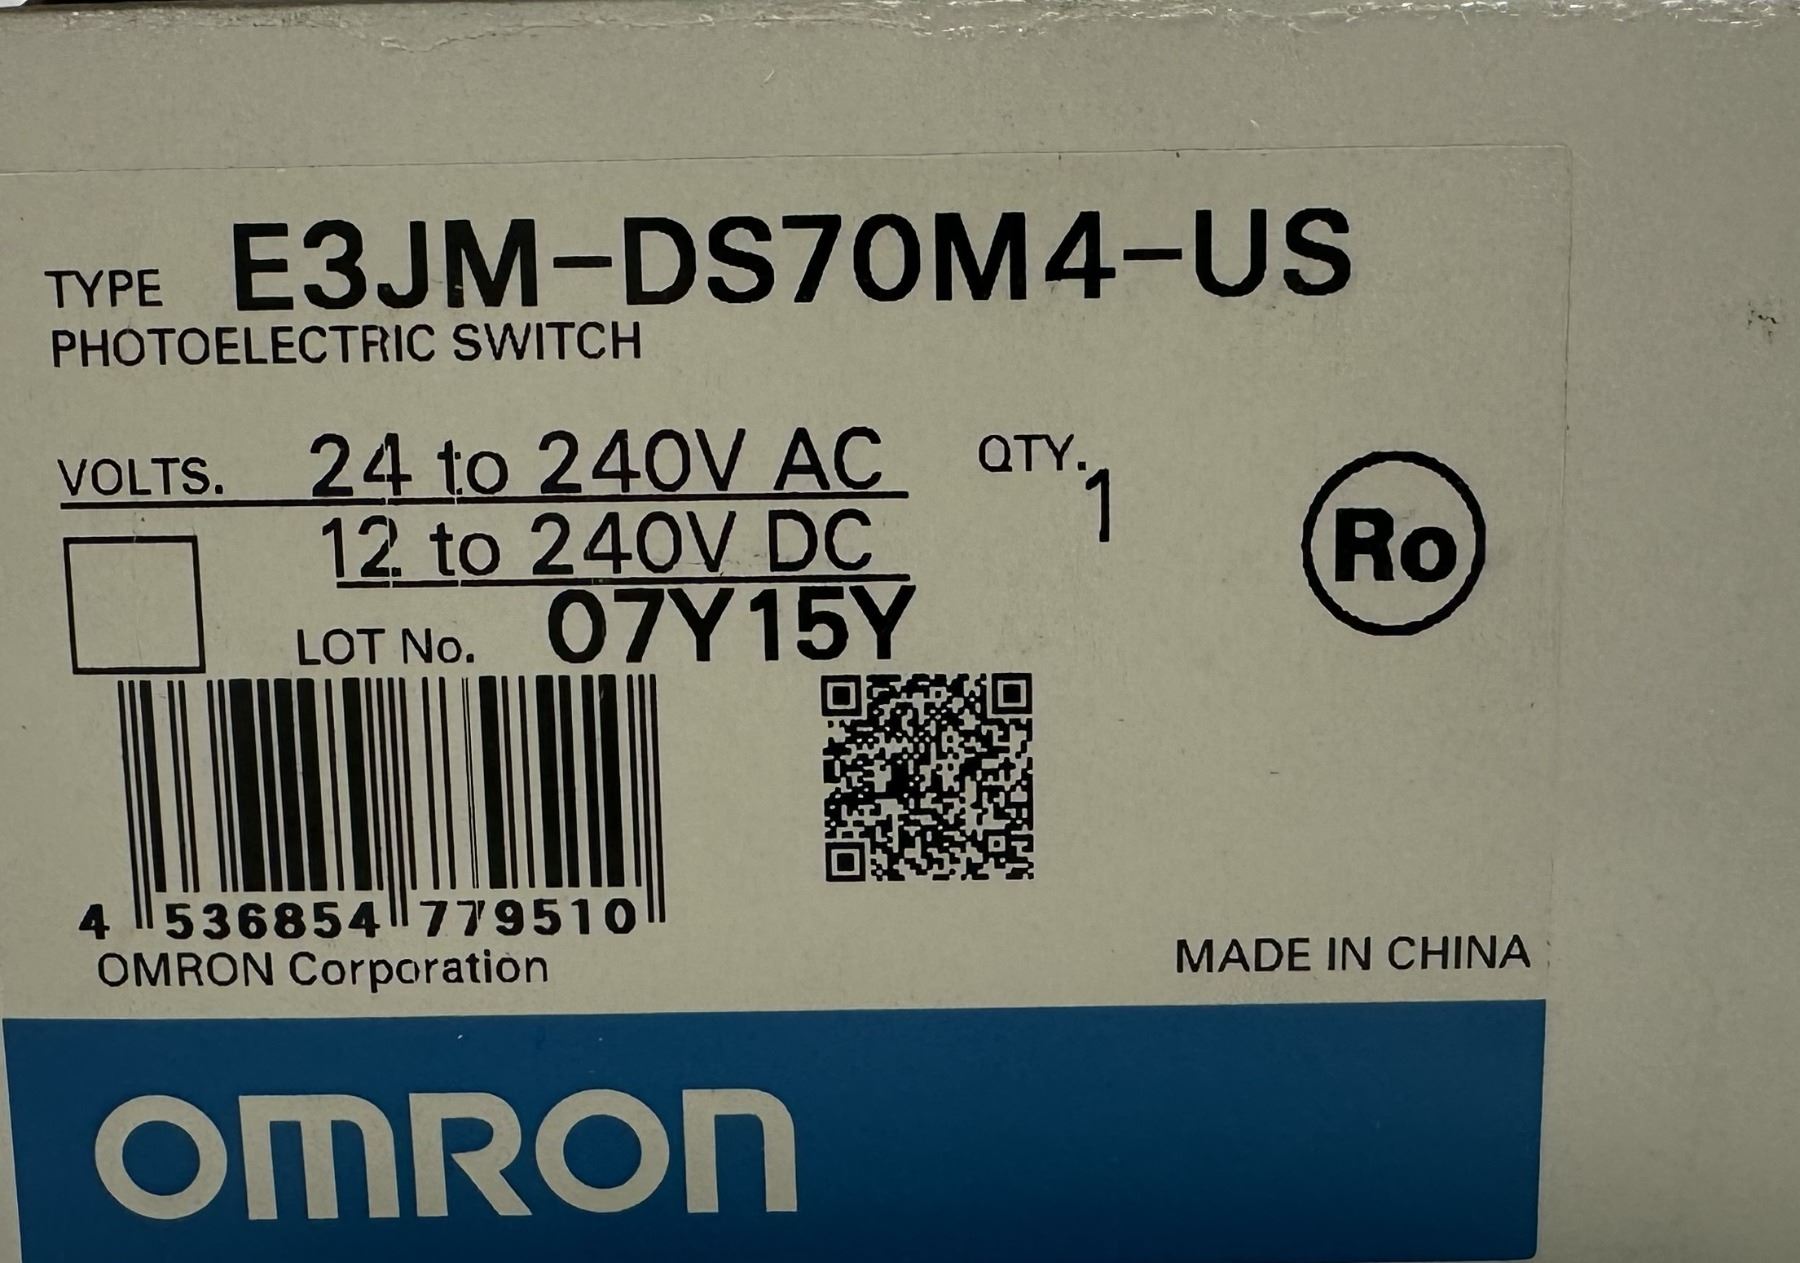 TYPE E3JM-DS70M4-US
PHOTOELECTRIC SWITCH
VOLTS. 24 to 240V AC QTY. 1
12 to 240V DC
Ro
LOT No. 07Y15Y
4 536854 779510
OMRON Corporation
MADE IN CHINA
OMRON